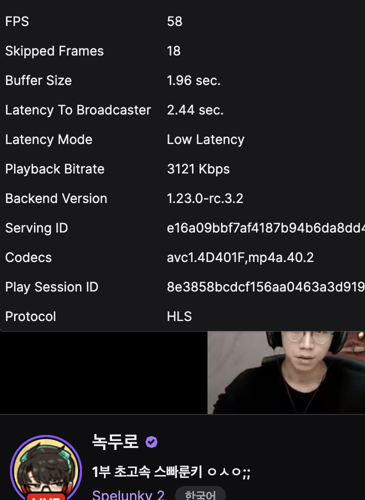 FPS 58
Skipped Frames 18
Buffer Size 1.96 sec.
Latency To Broadcaster 2.44 sec.
Latency Mode Low Latency
Playback Bitrate 3121 Kbps
Backend Version 1.23.0-rc.3.2
Serving ID e16a09bbf7af4187b94b6da8dd4
Codecs avc1.4D401F,mp4a.40.2
Play Session ID 8e3858bcdcf156aa0463a3d919
Protocol HLS
녹두로
1부 초고속 스빠룬키 ㅇㅅㅇ;;
Spelunky 2 한국어